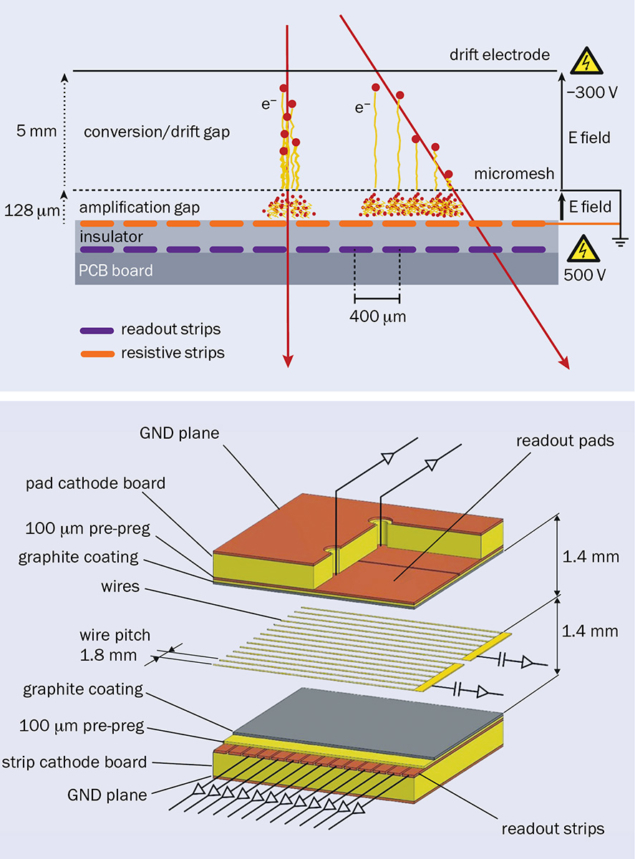 drift electrode
−300 V
e⁻
e⁻
5 mm
conversion/drift gap
E field
micromesh
128 μm
amplification gap
E field
insulator
PCB board
500 V
400 μm
readout strips
resistive strips
GND plane
readout pads
pad cathode board
100 μm pre-preg
graphite coating
1.4 mm
wires
wire pitch
1.8 mm
1.4 mm
graphite coating
100 μm pre-preg
strip cathode board
GND plane
readout strips